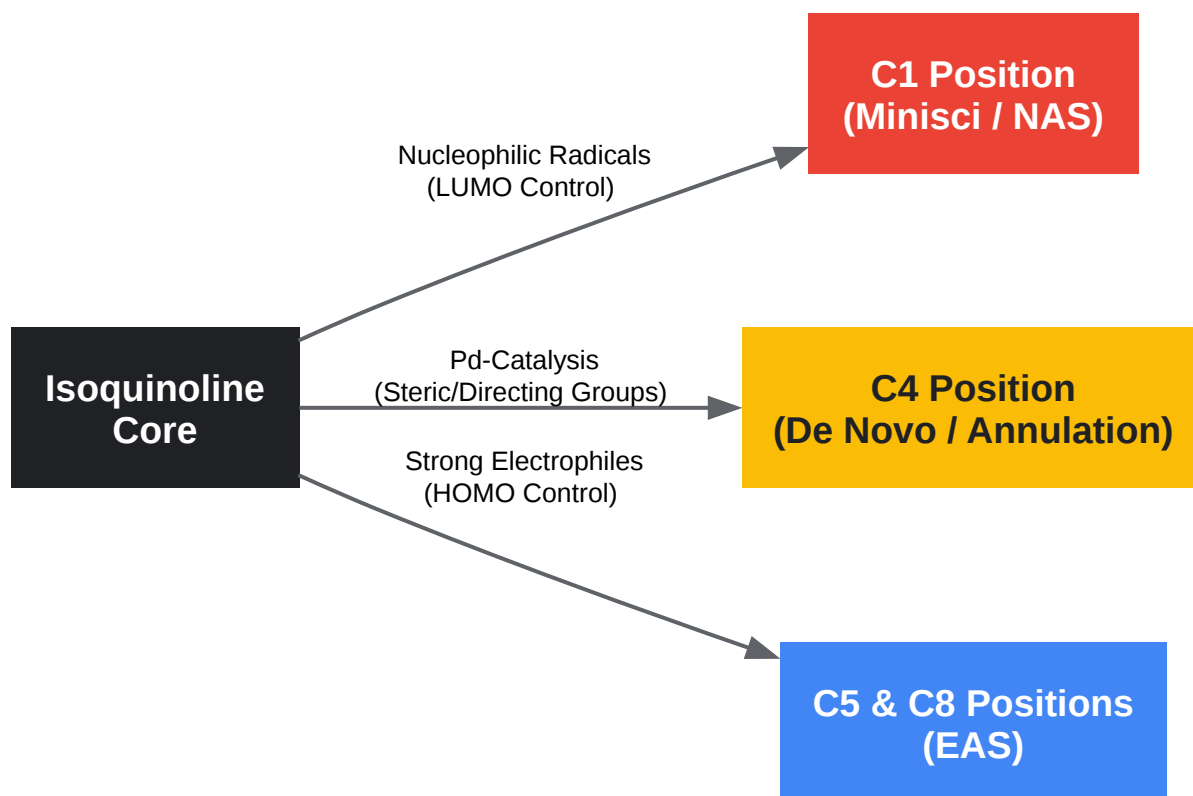 C1 Position
(Minisci / NAS)
Nucleophilic Radicals
(LUMO Control)
Isoquinoline
Core
Pd-Catalysis
(Steric/Directing Groups)
C4 Position
(De Novo / Annulation)
Strong Electrophiles
(HOMO Control)
C5 & C8 Positions
(EAS)